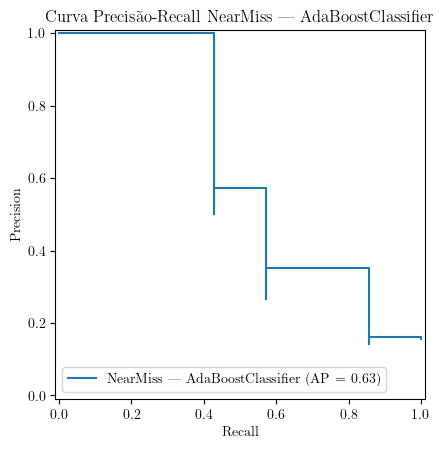 Curva Precisão-Recall NearMiss — AdaBoostClassifier
1.0
0.8
0.6
0.4
0.2
0.0
Precision
NearMiss — AdaBoostClassifier (AP = 0.63)
0.0 0.2 0.4 0.6 0.8 1.0
Recall